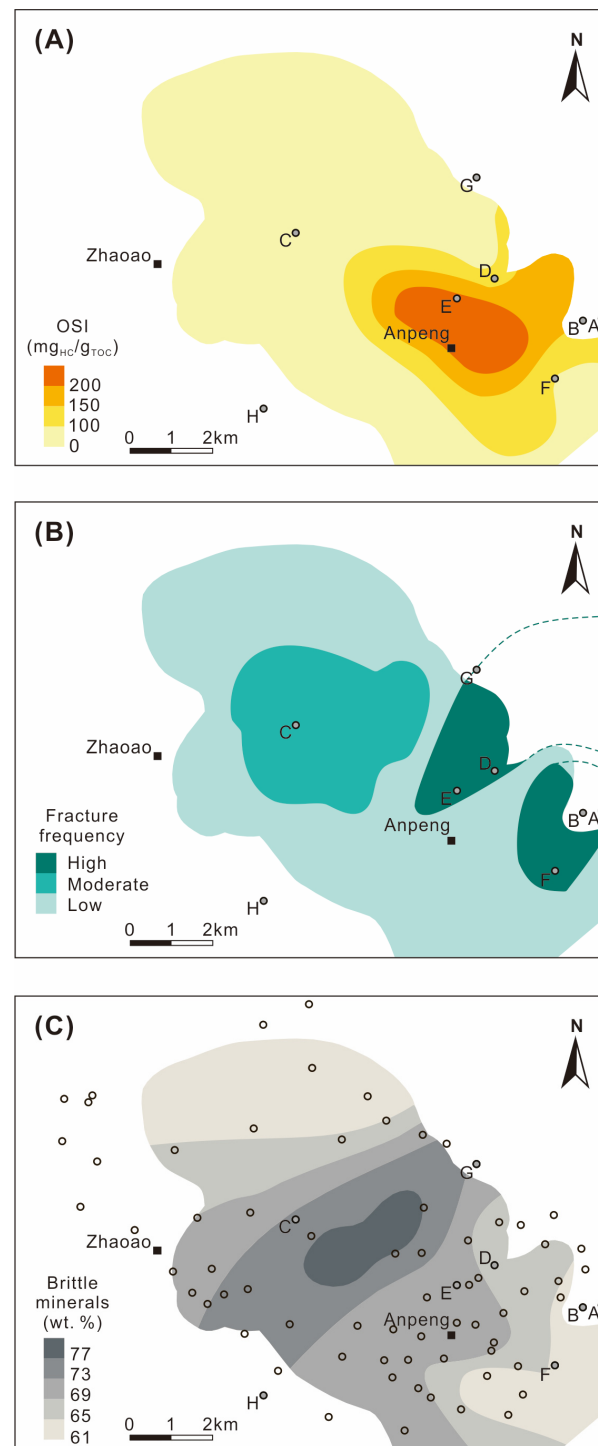 (A)
N
G
C
Zhaoao
D
E
B A
Anpeng
OSI
(mgHC/gTOC)
F
200
150
100
0
H
0 1 2km
(B)
N
G
C
Zhaoao
D
E
B A
Anpeng
Fracture
frequency
High
Moderate
Low
F
H
0 1 2km
(C)
N
G
C
Zhaoao
D
E
B A
Anpeng
Brittle
minerals
(wt. %)
F
77
73
69
65
61
H
0 1 2km